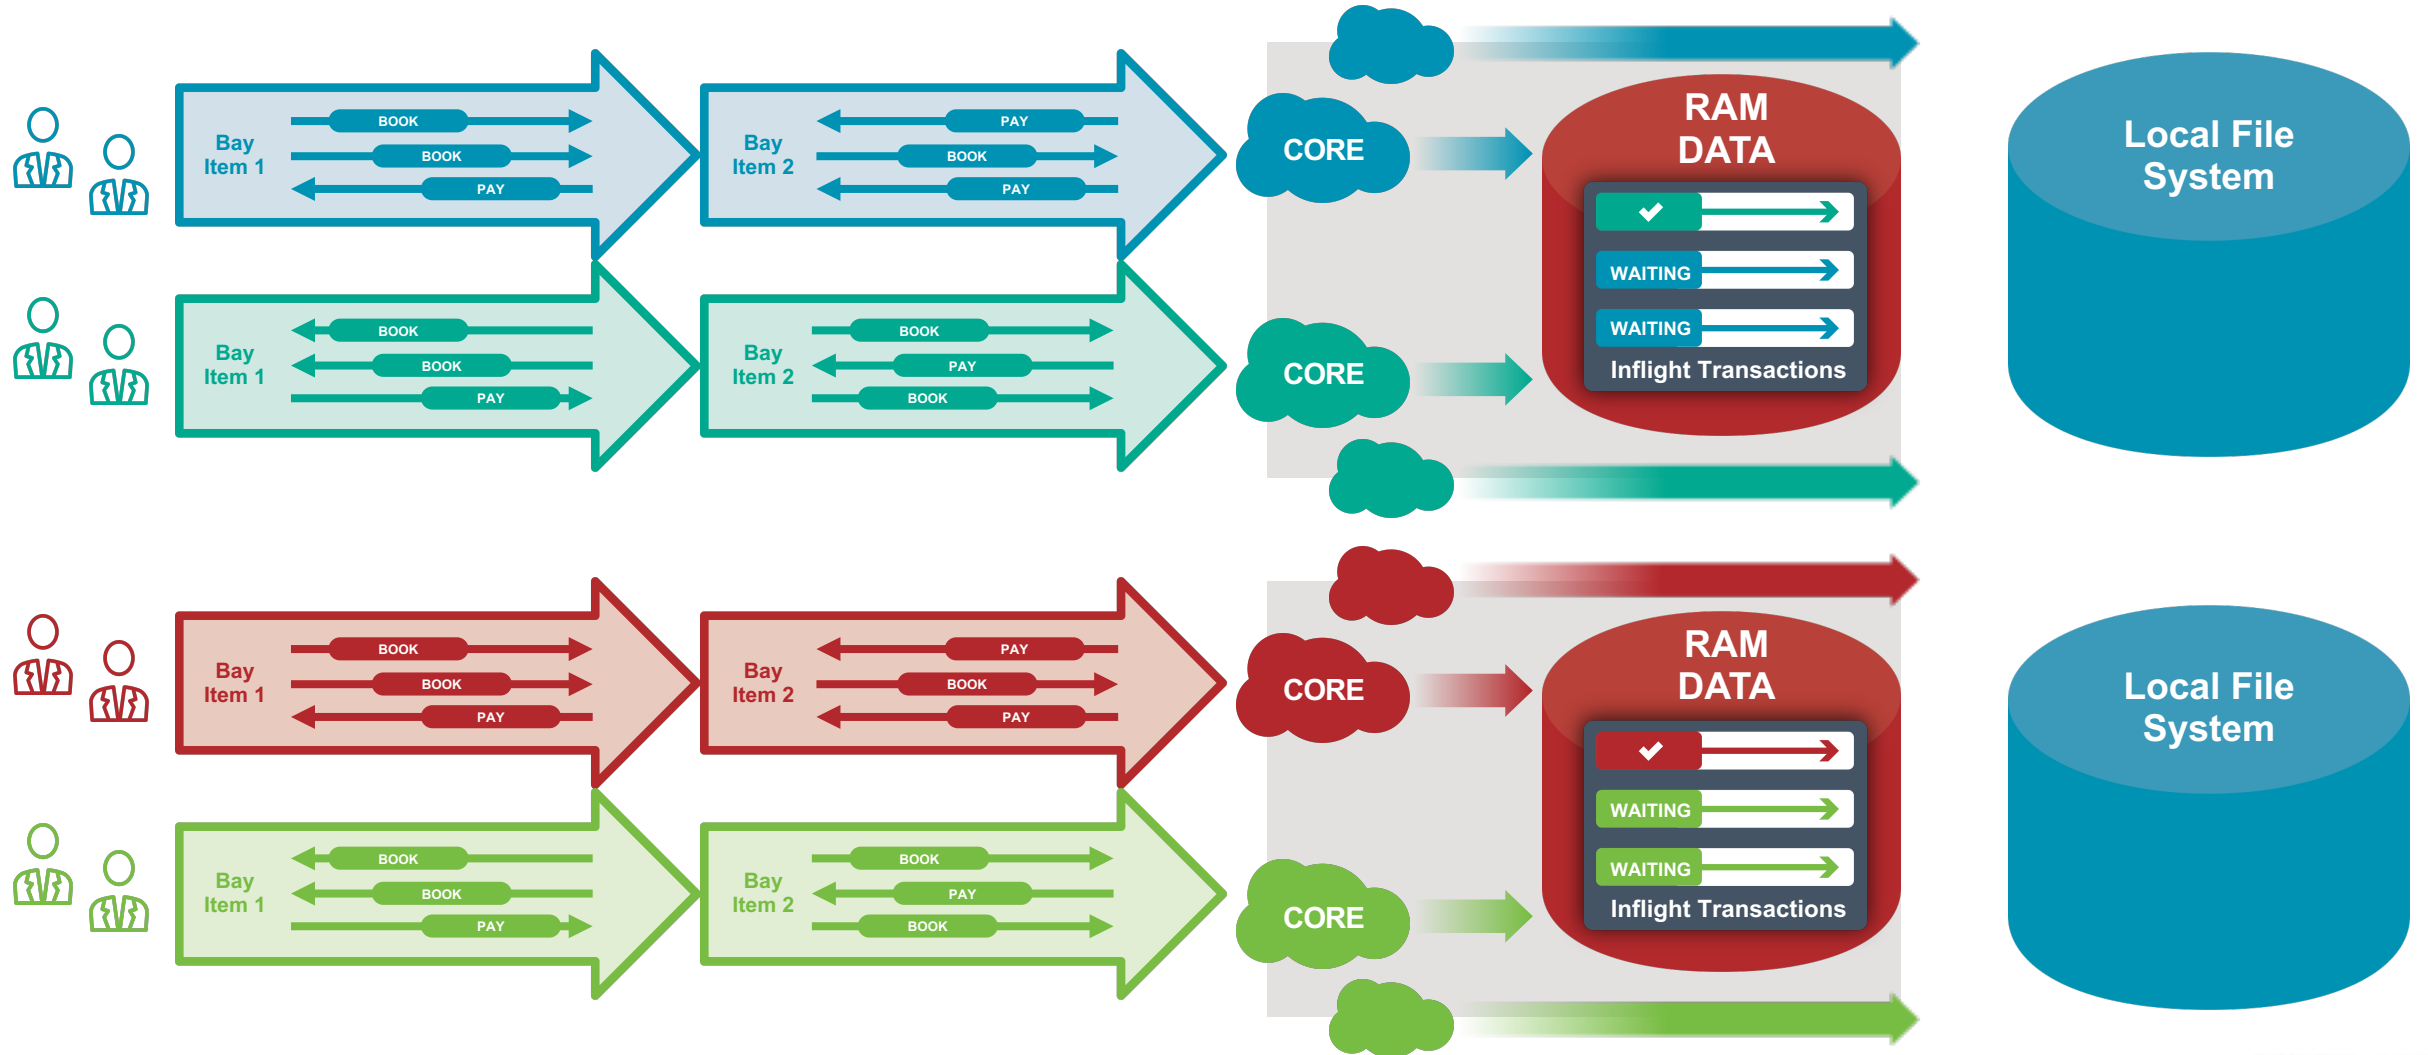 Bay
Item 1
BOOK
BOOK
PAY
Bay
Item 2
PAY
BOOK
PAY
CORE
RAM
DATA
WAITING
WAITING
Inflight Transactions
Local File
System
Bay
Item 1
BOOK
BOOK
PAY
Bay
Item 2
BOOK
PAY
BOOK
CORE
Bay
Item 1
BOOK
BOOK
PAY
Bay
Item 2
PAY
BOOK
PAY
CORE
RAM
DATA
WAITING
WAITING
Inflight Transactions
Local File
System
Bay
Item 1
BOOK
BOOK
PAY
Bay
Item 2
BOOK
PAY
BOOK
CORE